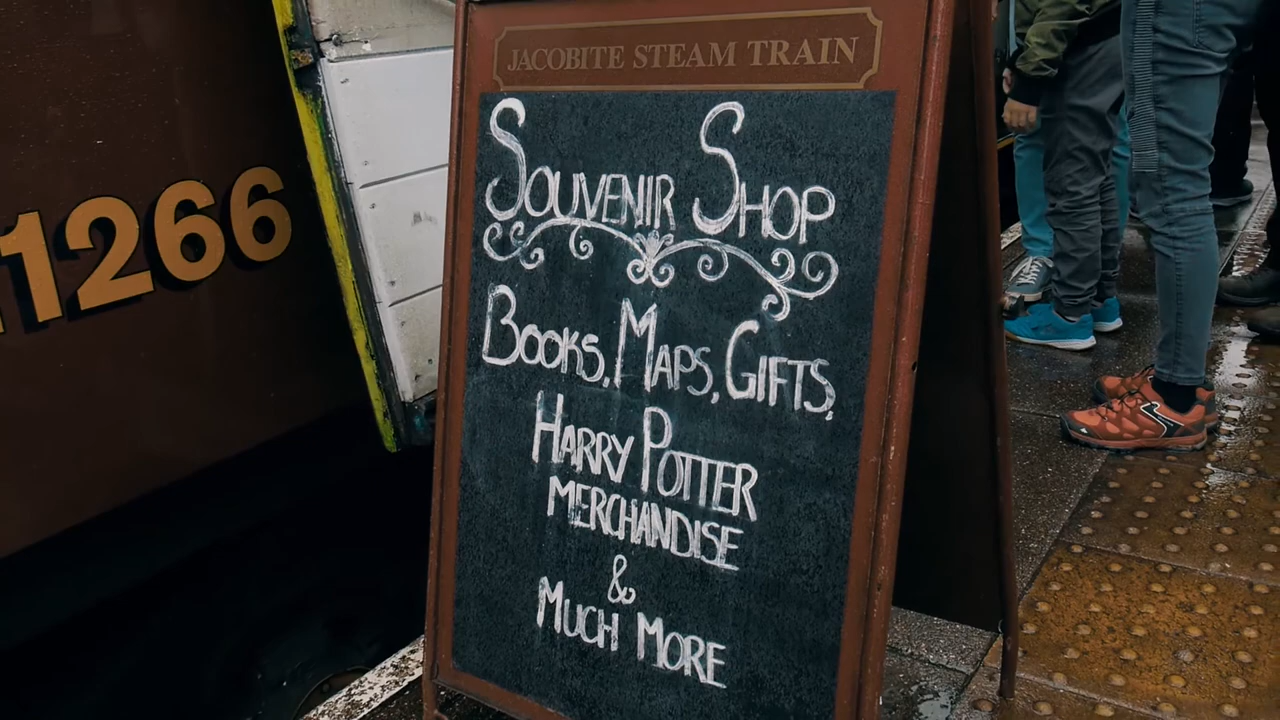 JACOBITE STEAM TRAIN
SOUVENIR SHOP
BOOKS, MAPS, GIFTS,
HARRY POTTER
MERCHANDISE
&
MUCH MORE
1266